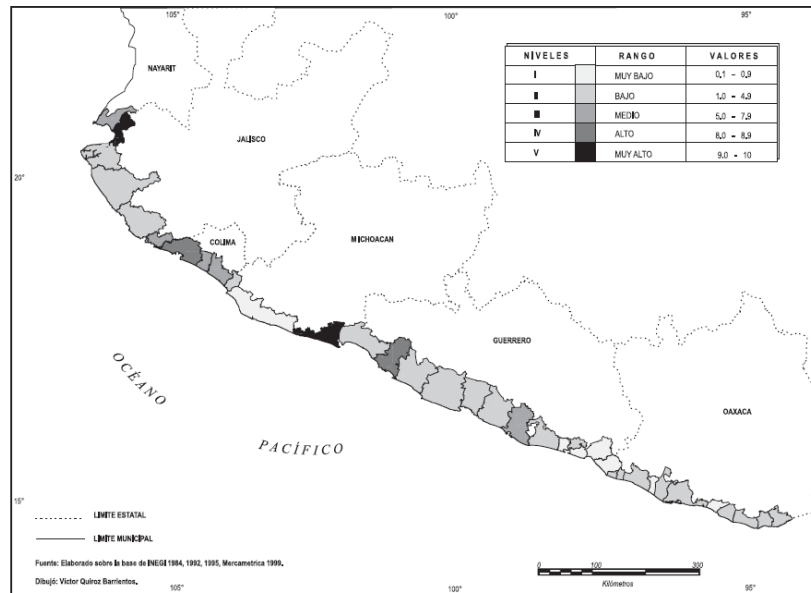 105°
100°
95°
NAYARIT
NIVELES RANGO VALORES
I MUY BAJO 0.1 - 0.9
II BAJO 1.0 - 4.9
III MEDIO 5.0 - 7.9
IV ALTO 8.0 - 8.9
V MUY ALTO 9.0 - 10
JALISCO
20°
COLIMA
MICHOACAN
GUERRERO
OAXACA
OCÉANO
PACÍFICO
15°
LIMITE ESTATAL
LIMITE MUNICIPAL
Fuente: Elaborado sobre la base de INEGI 1984, 1992, 1995, Mercametrica 1999.
Dibujó: Víctor Quiroz Barrientos.
0 100 200
Kilómetros
105°
100°
95°